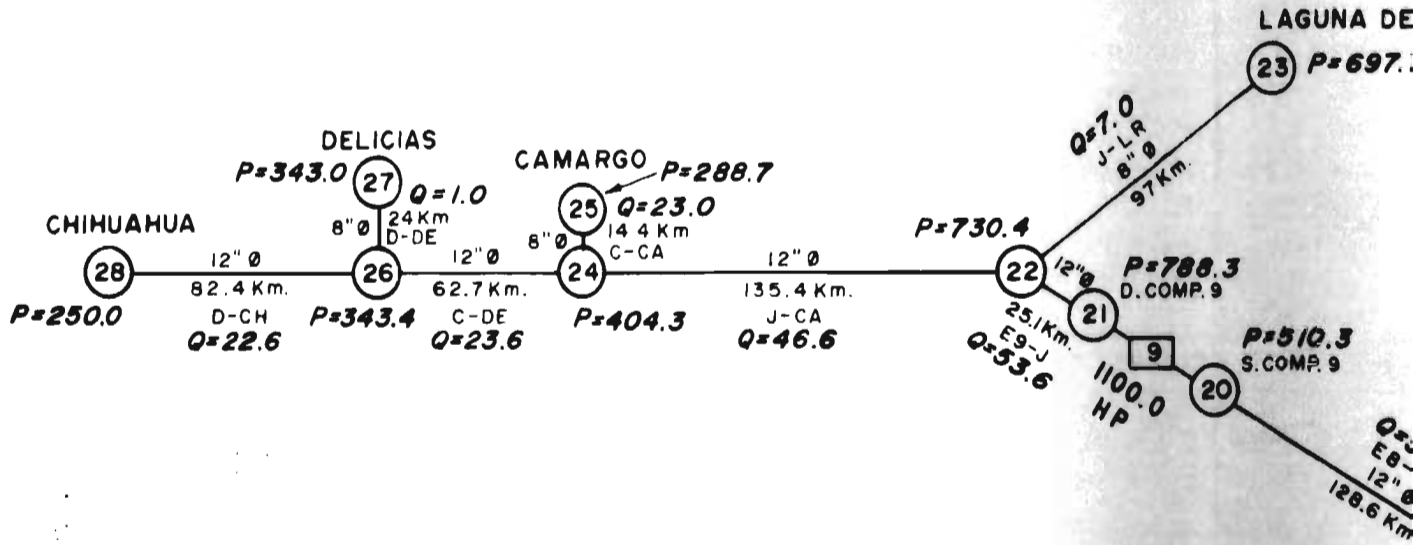 LAGUNA DE
23
P=697.
Q=7.0
J-LR
8"Ø
97Km.
DELICIAS
P=343.0
27
Q=1.0
8"Ø
24Km
D-DE
CAMARGO
P=288.7
25
Q=23.0
8"Ø
14.4 Km
C-CA
CHIHUAHUA
28
P=250.0
12"Ø
82.4 Km.
D-CH
Q=22.6
26
P=343.4
12"Ø
62.7 Km.
C-DE
Q=23.6
24
P=404.3
12"Ø
135.4 Km.
J-CA
Q=46.6
P=730.4
22
12"Ø
25.1Km.
E9-J
Q=53.6
P=788.3
D. COMP. 9
21
9
1100.0
HP
P=510.3
S. COMP. 9
20
E8-
12"Ø
128.6 Km